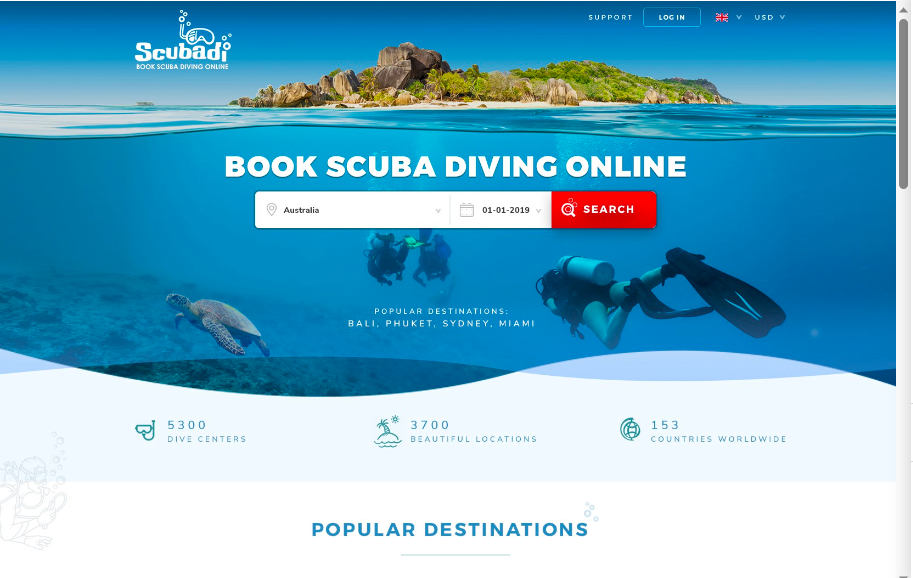 SUPPORT
LOG IN
USD
Scubadi
BOOK SCUBA DIVING ONLINE
BOOK SCUBA DIVING ONLINE
Australia
01-01-2019
SEARCH
POPULAR DESTINATIONS:
BALI, PHUKET, SYDNEY, MIAMI
5300
DIVE CENTERS
3700
BEAUTIFUL LOCATIONS
153
COUNTRIES WORLDWIDE
POPULAR DESTINATIONS